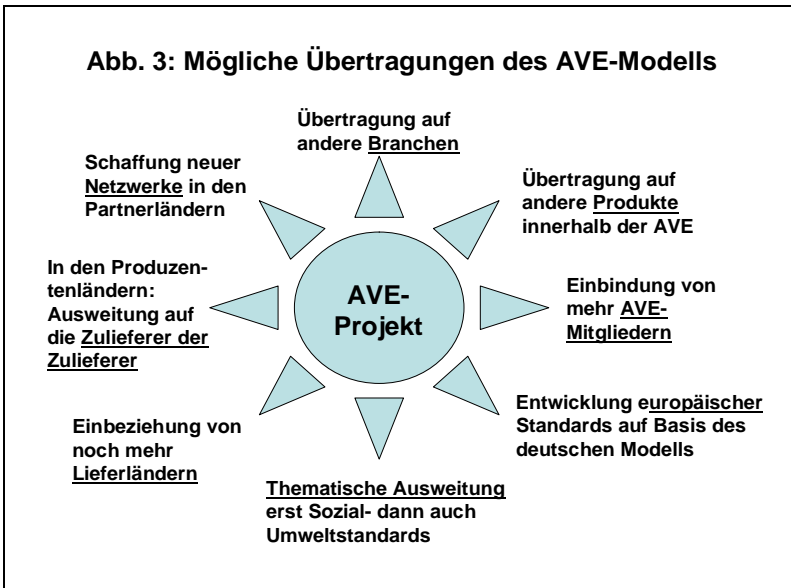 Abb. 3: Mögliche Übertragungen des AVE-Modells
Übertragung auf
andere Branchen
Übertragung auf
andere Produkte
innerhalb der AVE
Einbindung von
mehr AVE-
Mitgliedern
Entwicklung europäischer
Standards auf Basis des
deutschen Modells
Thematische Ausweitung
erst Sozial- dann auch
Umweltstandards
Einbeziehung von
noch mehr
Lieferländern
In den Produzen-
tenländern:
Ausweitung auf
die Zulieferer der
Zulieferer
Schaffung neuer
Netzwerke in den
Partnerländern
AVE-
Projekt